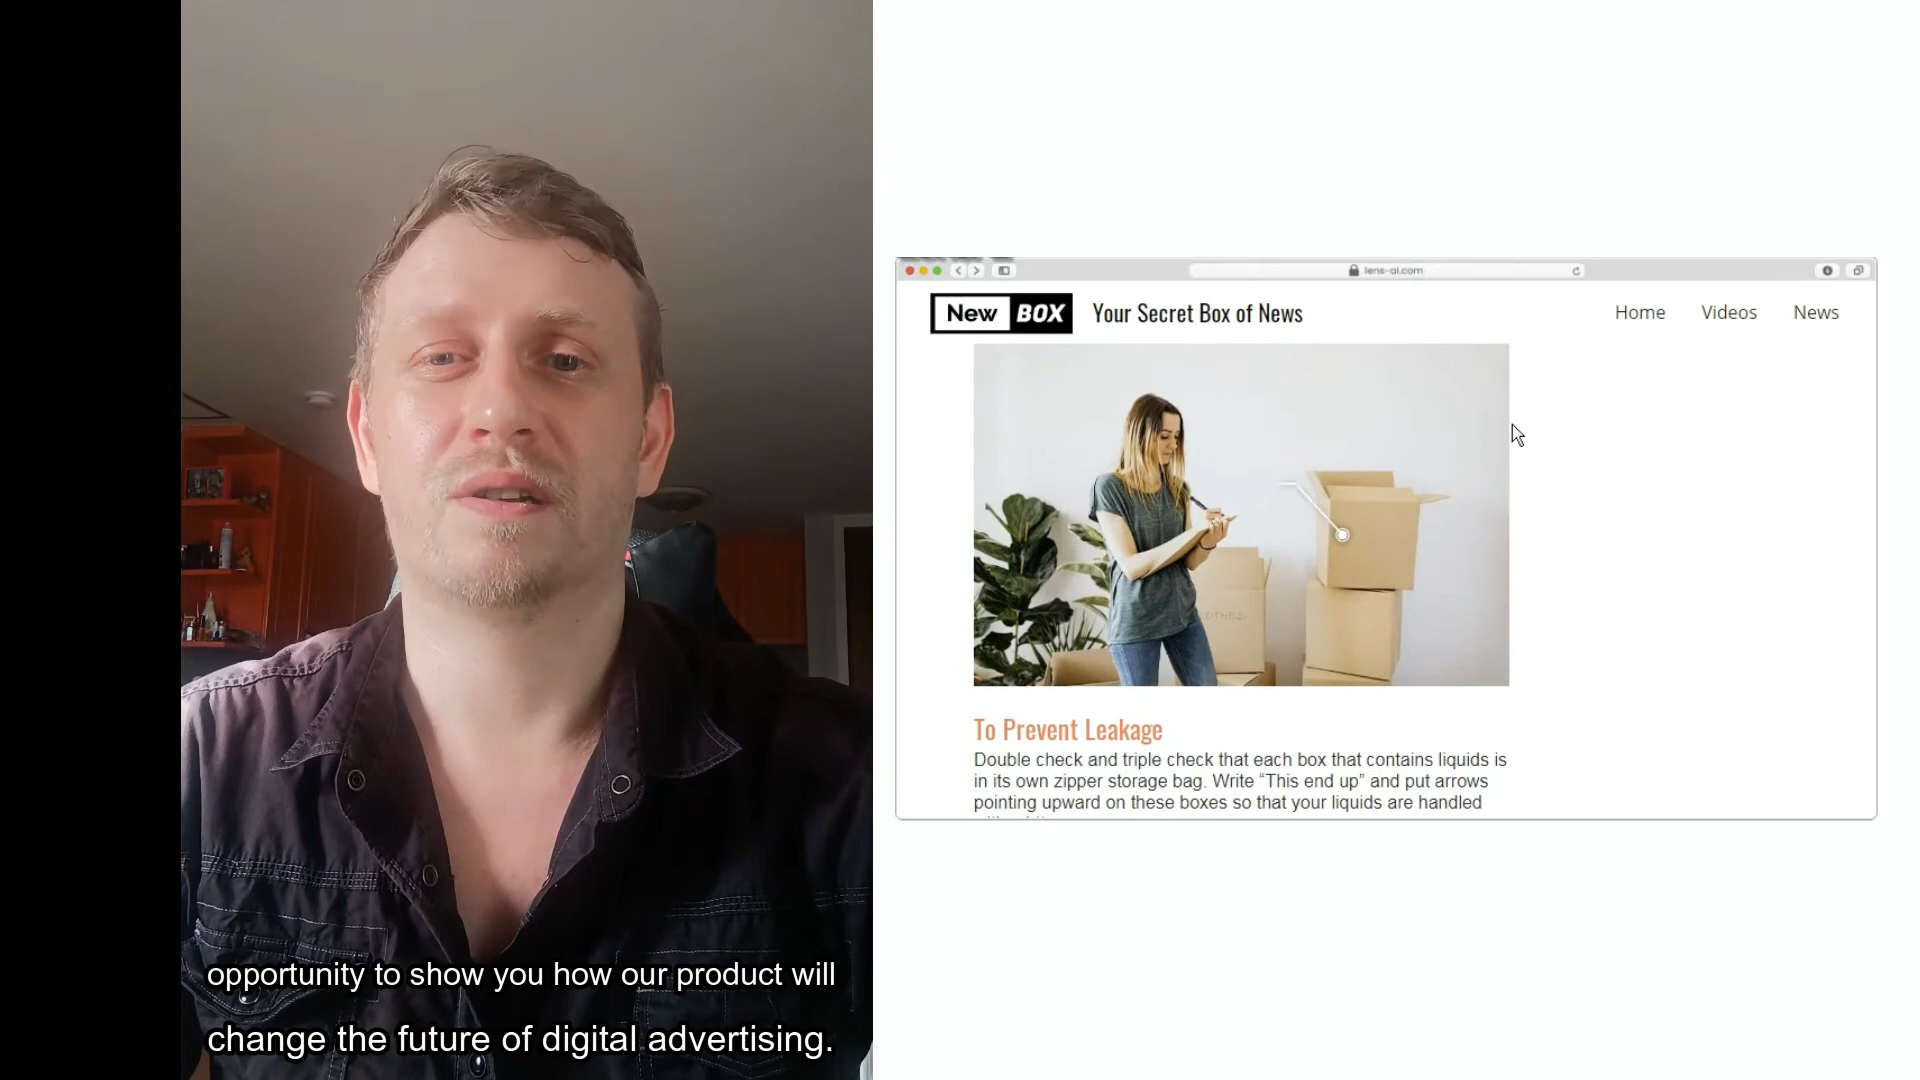 opportunity to show you how our product will
change the future of digital advertising.
lens-ai.com
New BOX Your Secret Box of News Home Videos News
To Prevent Leakage
Double check and triple check that each box that contains liquids is
in its own zipper storage bag. Write “This end up” and put arrows
pointing upward on these boxes so that your liquids are handled